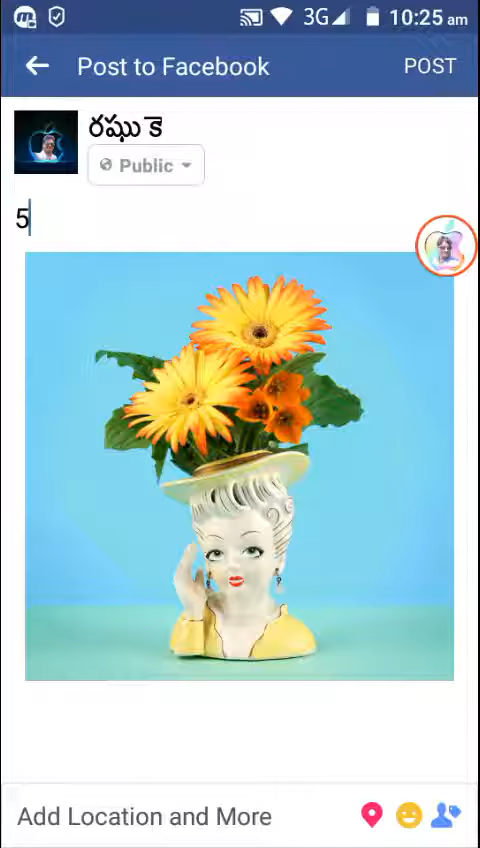 3G 10:25 am
Post to Facebook POST
రఘు కె
Public
5
Add Location and More